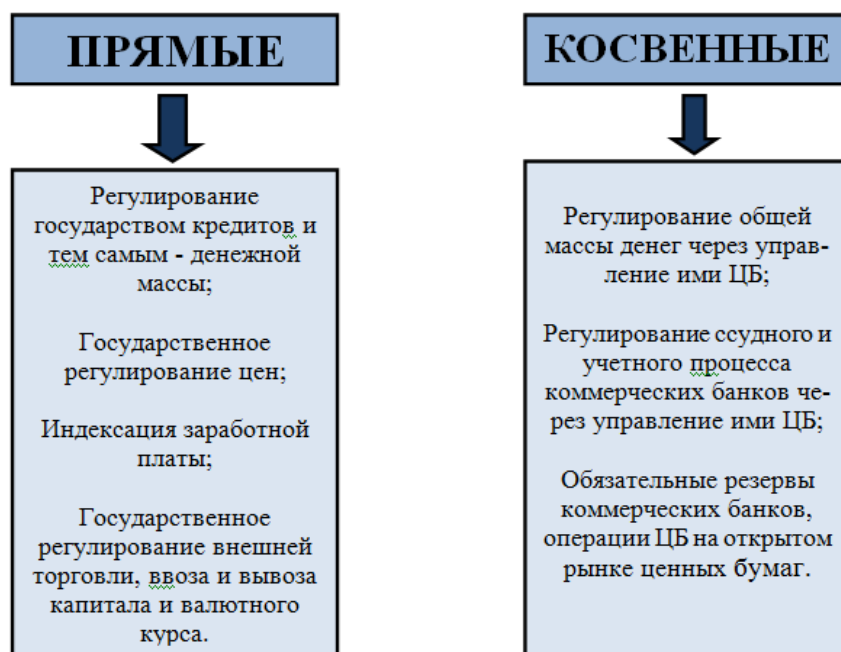 ПРЯМЫЕ
Регулирование
государством кредитов и
тем самым - денежной
массы;
Государственное
регулирование цен;
Индексация заработной
платы;
Государственное
регулирование внешней
торговли, ввоза и вывоза
капитала и валютного
курса.
КОСВЕННЫЕ
Регулирование общей
массы денег через управ-
ление ими ЦБ;
Регулирование ссудного и
учетного процесса
коммерческих банков че-
рез управление ими ЦБ;
Обязательные резервы
коммерческих банков,
операции ЦБ на открытом
рынке ценных бумаг.